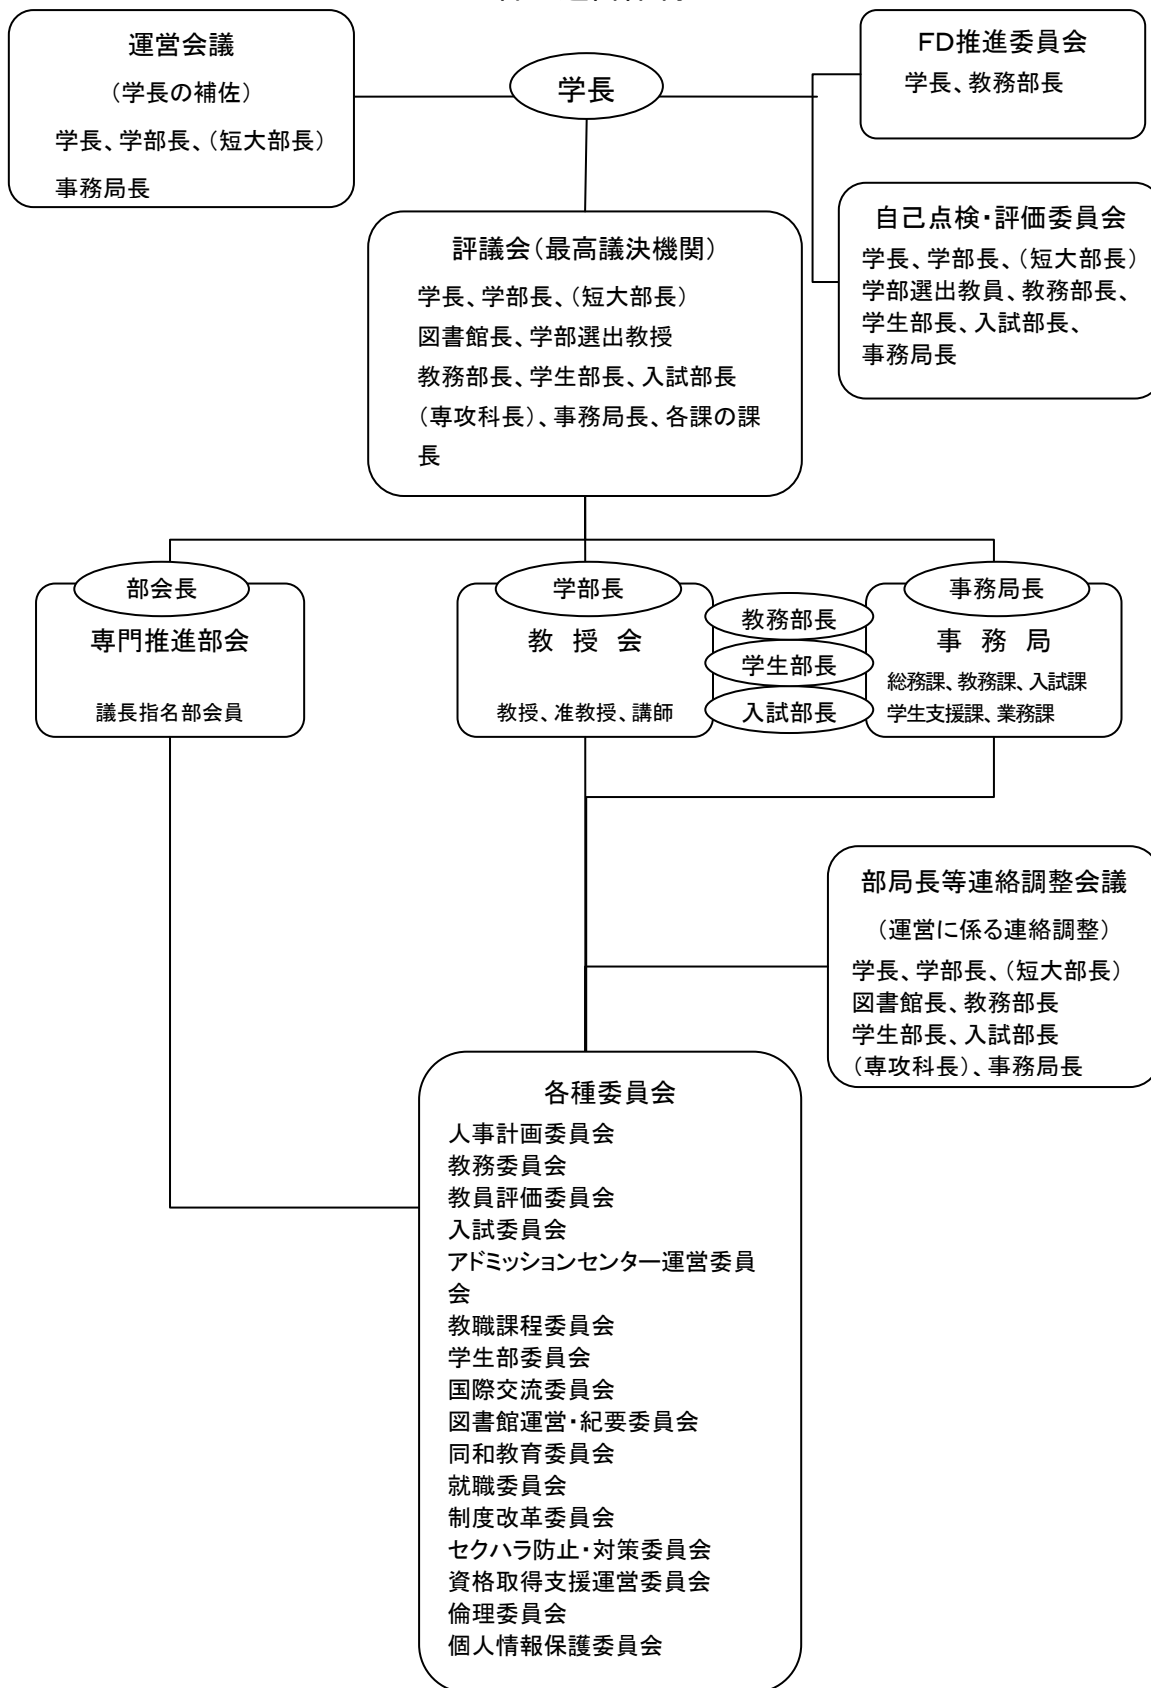 運営会議
（学長の補佐）
学長、学部長、（短大部長）
事務局長
学長
FD推進委員会
学長、教務部長
自己点検・評価委員会
学長、学部長、（短大部長）
学部選出教員、教務部長、
学生部長、入試部長、
事務局長
評議会（最高議決機関）
学長、学部長、（短大部長）
図書館長、学部選出教授
教務部長、学生部長、入試部長
（専攻科長）、事務局長、各課の課
長
部会長
専門推進部会
議長指名部会員
学部長
教 授 会
教授、准教授、講師
教務部長
学生部長
入試部長
事務局長
事 務 局
総務課、教務課、入試課
学生支援課、業務課
部局長等連絡調整会議
（運営に係る連絡調整）
学長、学部長、（短大部長）
図書館長、教務部長
学生部長、入試部長
（専攻科長）、事務局長
各種委員会
人事計画委員会
教務委員会
教員評価委員会
入試委員会
アドミッションセンター運営委員
会
教職課程委員会
学生部委員会
国際交流委員会
図書館運営・紀要委員会
同和教育委員会
就職委員会
制度改革委員会
セクハラ防止・対策委員会
資格取得支援運営委員会
倫理委員会
個人情報保護委員会